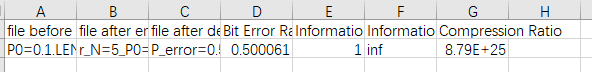 A B C D E F G H
file before file after er file after de Bit Error Ra Informatio Informatio Compression Ratio
P0=0.1.LEN r_N=5_P0= P_error=0.5 0.500061 1 inf 8.79E+25